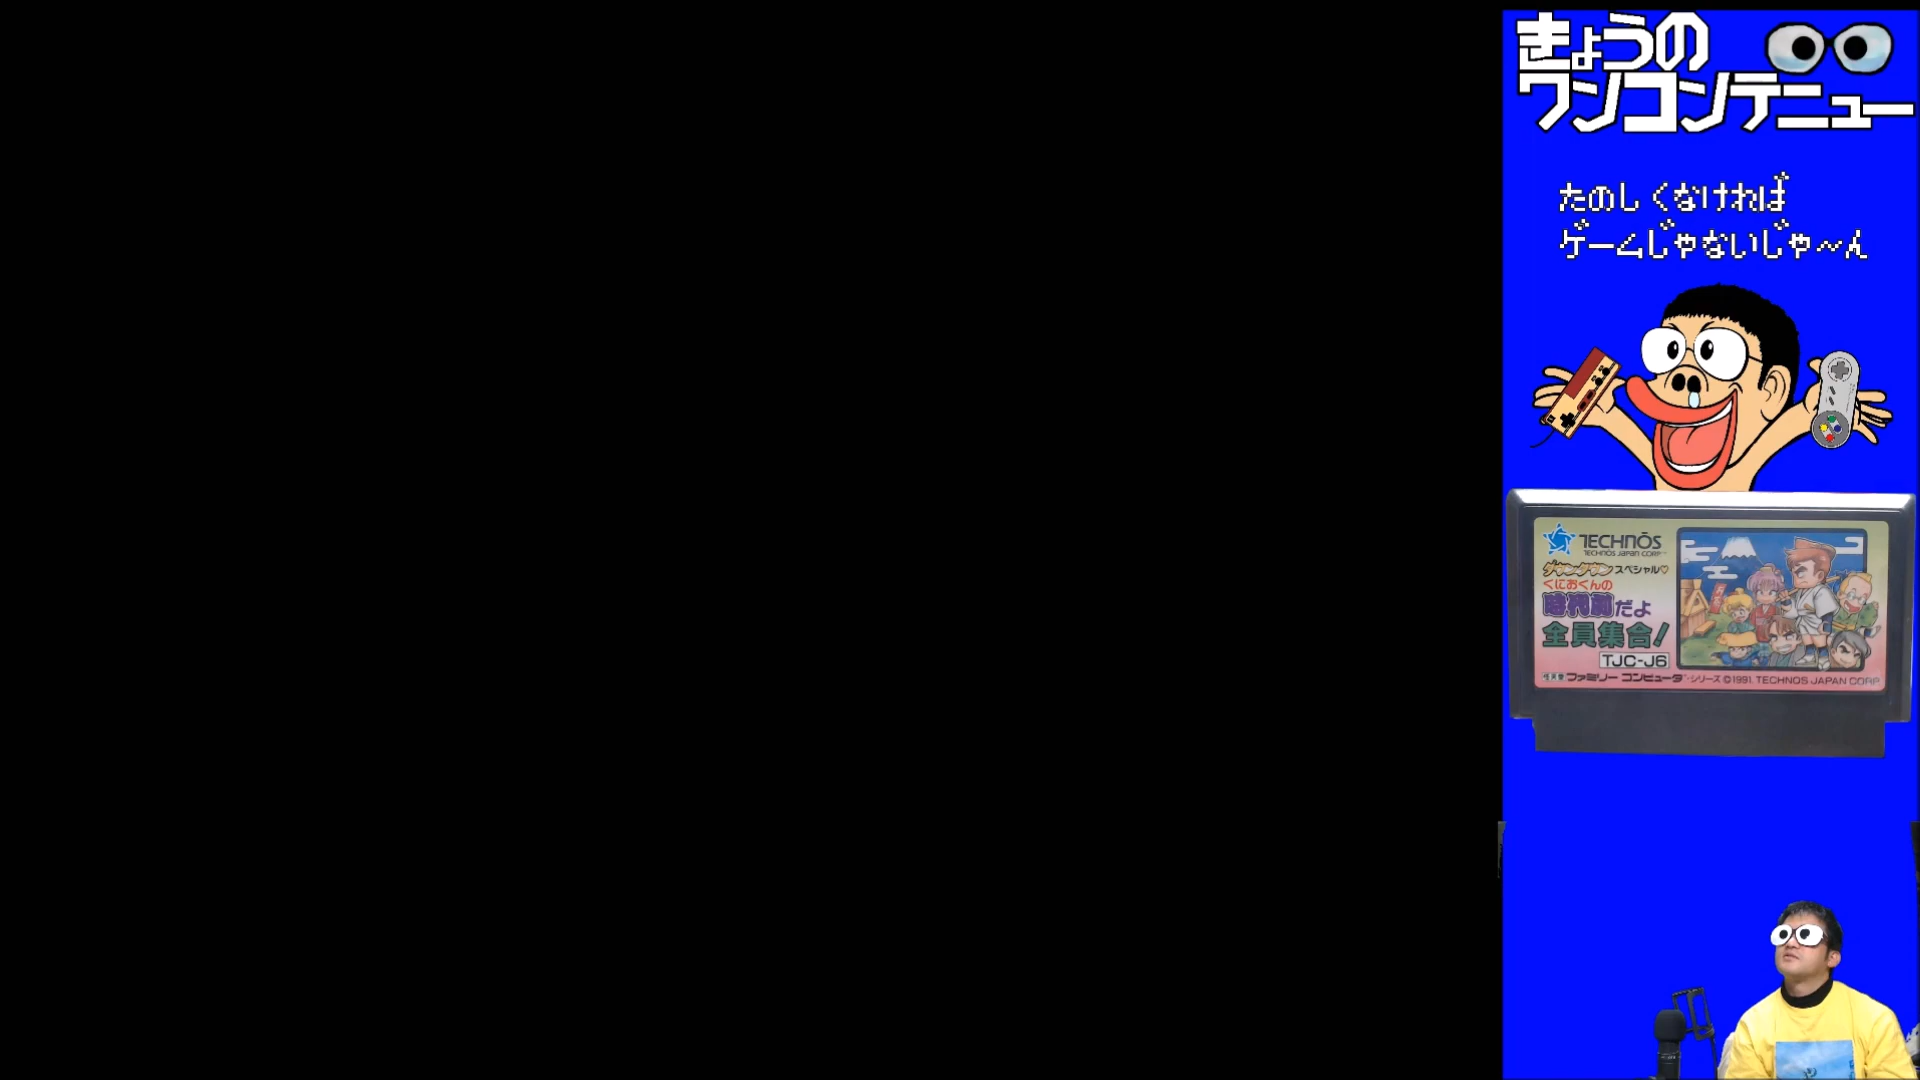 きょうの
ワンコンテニュー
たのしくなければ
ゲームじゃないじゃ～ん
TECHNŌS
TECHNOS JAPAN CORP.
ダウンタウンスペシャル♡
くにおくんの
時代劇だよ
全員集合!
TJC-J6
ファミリー コンピュータ・シリーズ ©1991. TECHNOS JAPAN CORP.